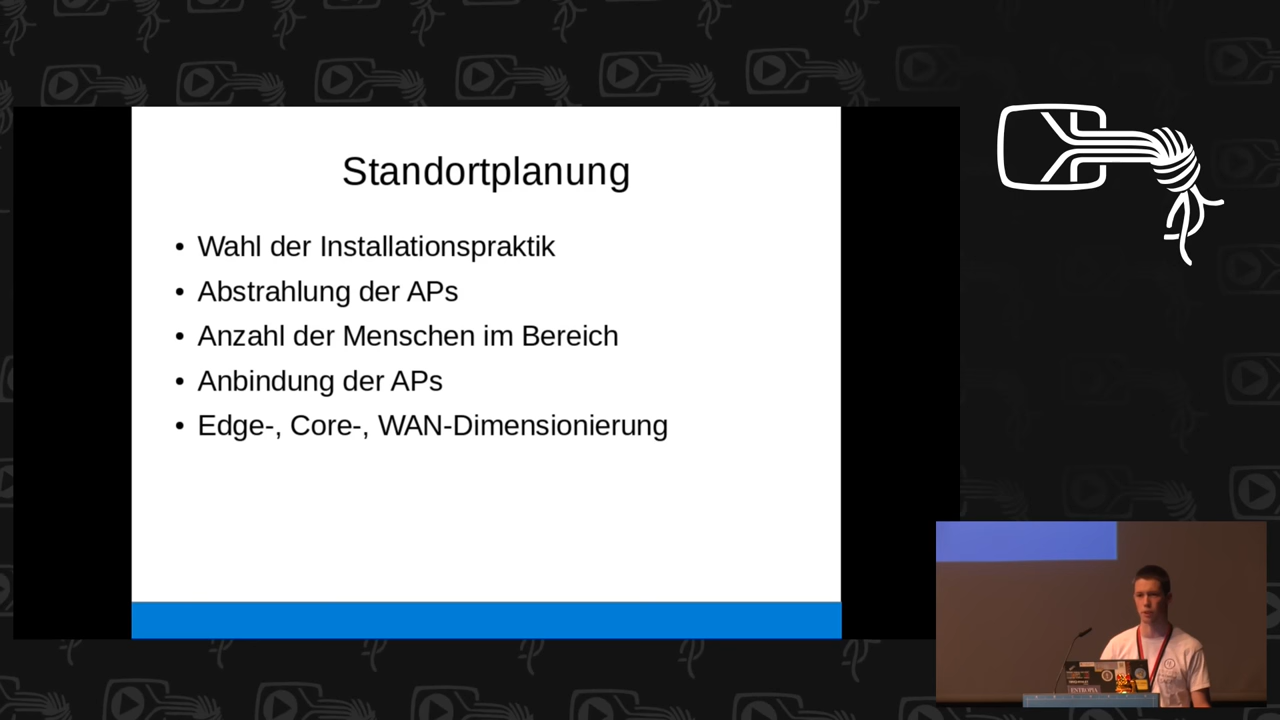 Standortplanung
• Wahl der Installationspraktik
• Abstrahlung der APs
• Anzahl der Menschen im Bereich
• Anbindung der APs
• Edge-, Core-, WAN-Dimensionierung
ENTROPIA